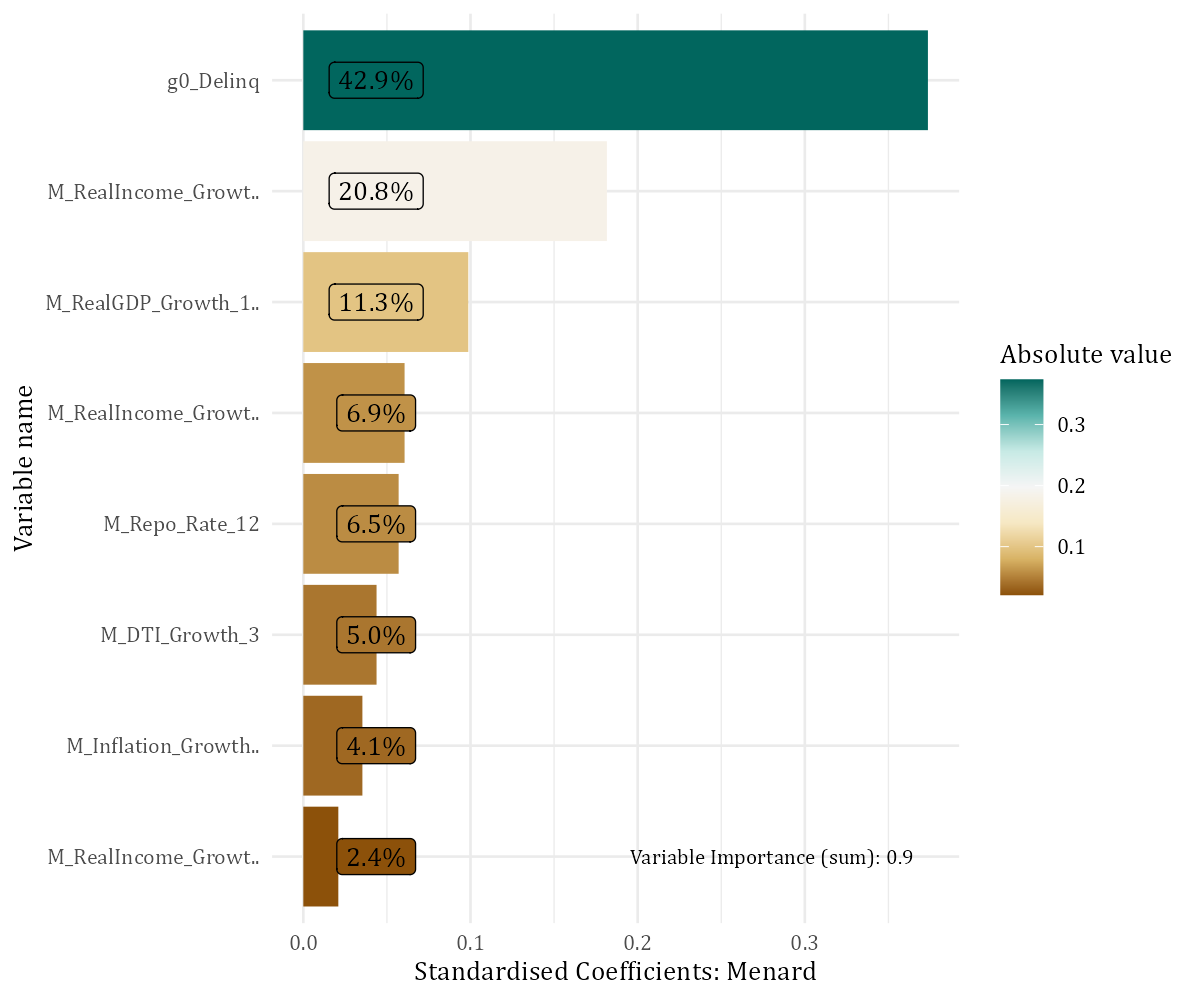 g0_Delinq
42.9%
M_RealIncome_Growt..
20.8%
M_RealGDP_Growth_1..
11.3%
M_RealIncome_Growt..
6.9%
M_Repo_Rate_12
6.5%
M_DTI_Growth_3
5.0%
M_Inflation_Growth..
4.1%
M_RealIncome_Growt..
2.4%
Variable Importance (sum): 0.9
Variable name
0.0
0.1
0.2
0.3
Standardised Coefficients: Menard
Absolute value
0.3
0.2
0.1